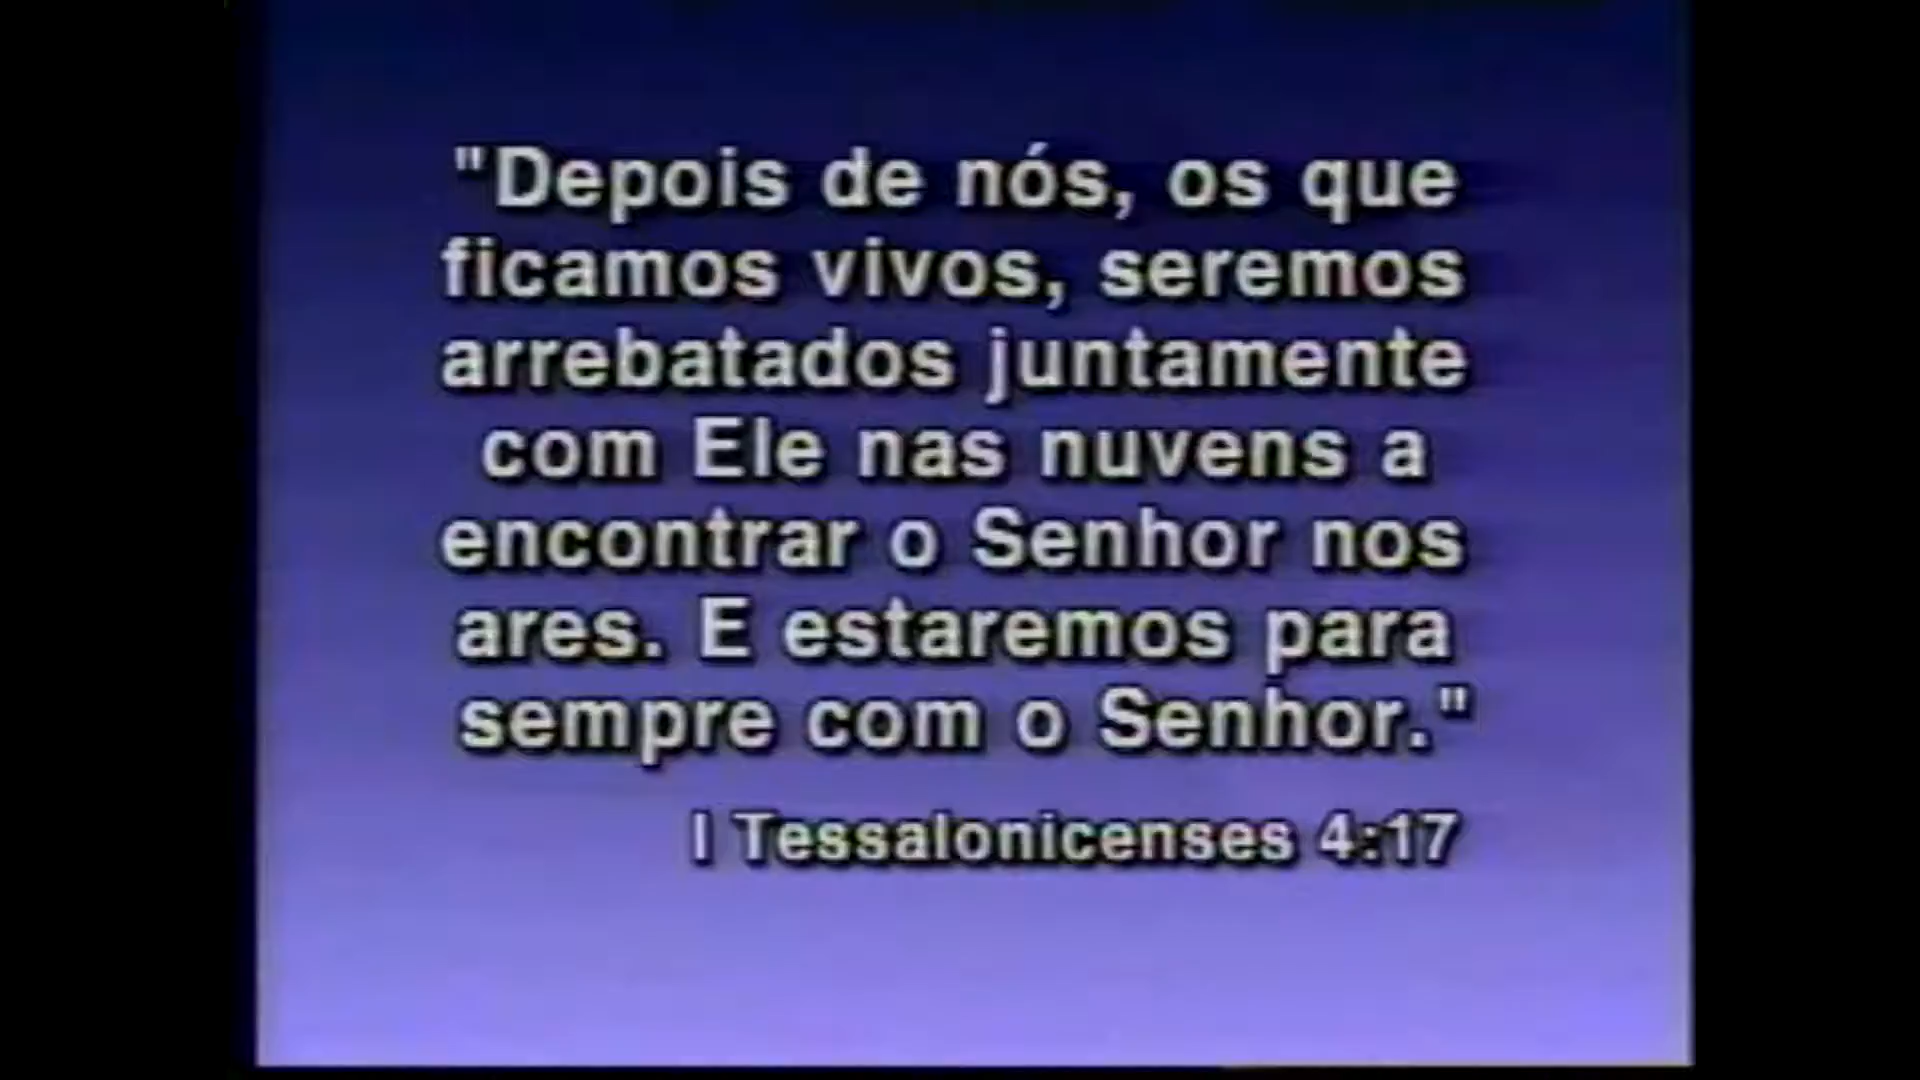 "Depois de nós, os que
ficamos vivos, seremos
arrebatados juntamente
com Ele nas nuvens a
encontrar o Senhor nos
ares. E estaremos para
sempre com o Senhor."
I Tessalonicenses 4:17